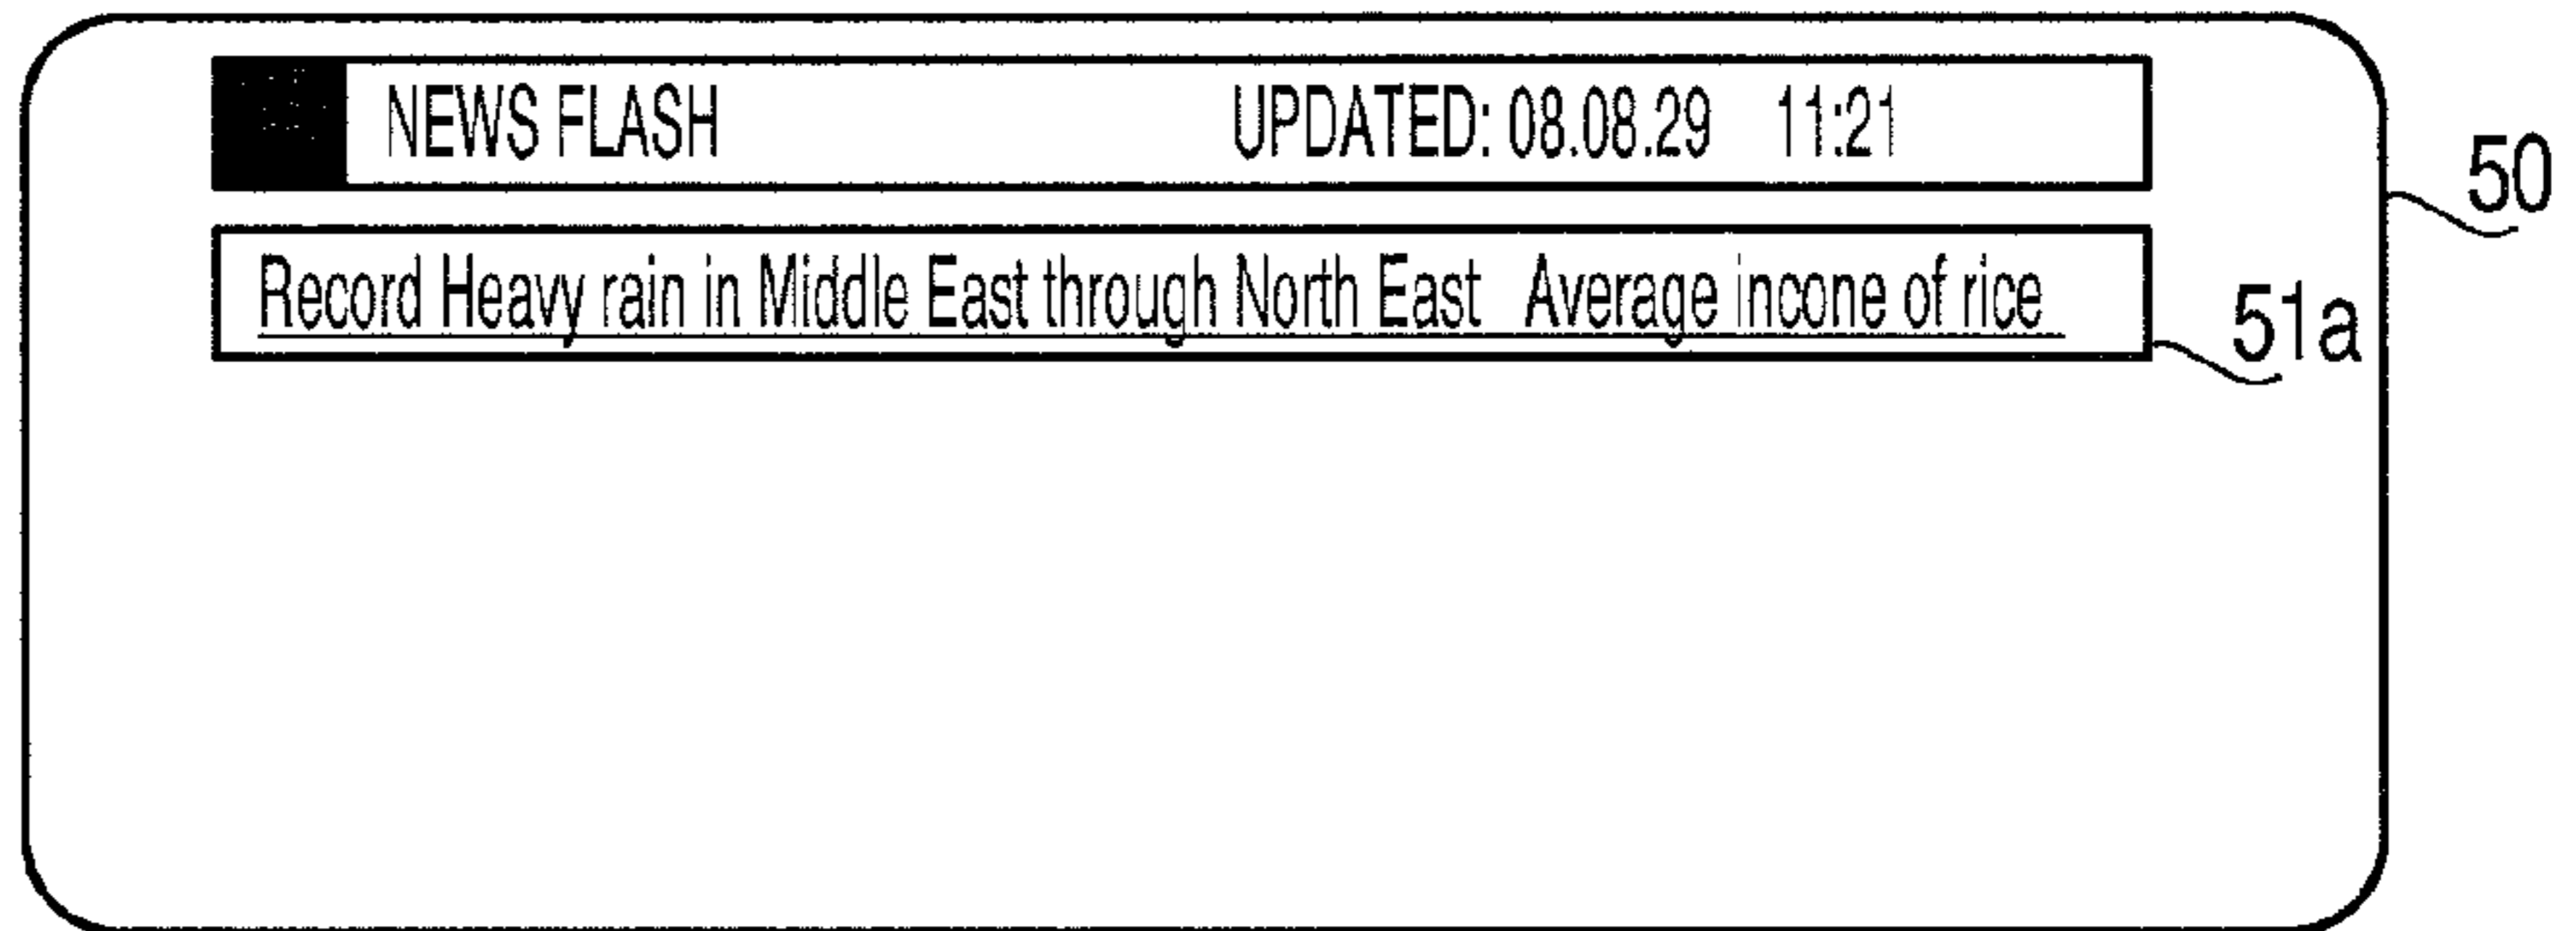 NEWS FLASH UPDATED: 08.08.29 11:21
50
Record Heavy rain in Middle East through North East Average incone of rice
51a